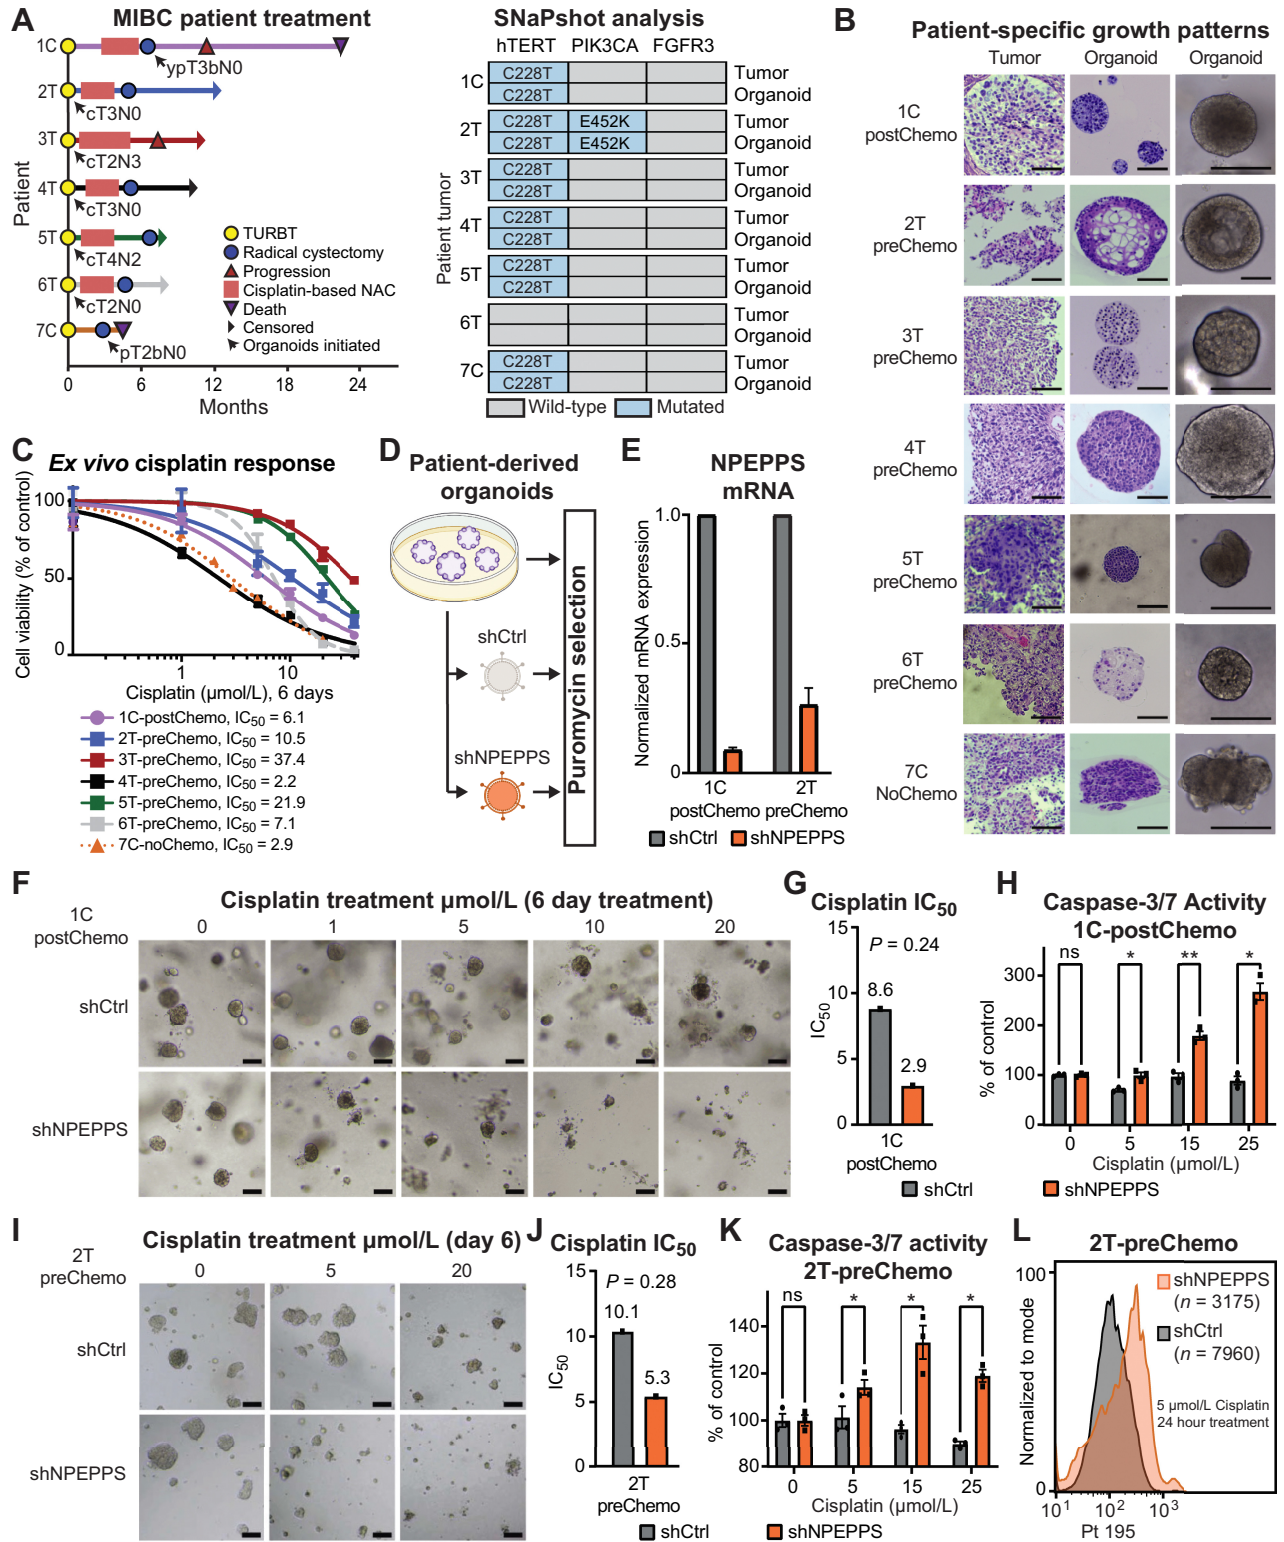 A
MIBC patient treatment
Patient
1C
2T
3T
4T
5T
6T
7C
ypT3bN0
cT3N0
cT2N3
cT3N0
cT4N2
cT2N0
pT2bN0
TURBT
Radical cystectomy
Progression
Cisplatin-based NAC
Death
Censored
Organoids initiated
0 6 12 18 24
Months
SNaPshot analysis
hTERT PIK3CA FGFR3
Patient tumor
1C C228T Tumor
C228T Organoid
2T C228T E452K Tumor
C228T E452K Organoid
3T C228T Tumor
C228T Organoid
4T C228T Tumor
C228T Organoid
5T C228T Tumor
C228T Organoid
6T Tumor
Organoid
7C C228T Tumor
C228T Organoid
Wild-type Mutated
B
Patient-specific growth patterns
Tumor Organoid Organoid
1C
postChemo
2T
preChemo
3T
preChemo
4T
preChemo
5T
preChemo
6T
preChemo
7C
NoChemo
C
Ex vivo cisplatin response
Cell viability (% of control)
100
50
0
1 10
Cisplatin (μmol/L), 6 days
1C-postChemo, IC50 = 6.1
2T-preChemo, IC50 = 10.5
3T-preChemo, IC50 = 37.4
4T-preChemo, IC50 = 2.2
5T-preChemo, IC50 = 21.9
6T-preChemo, IC50 = 7.1
7C-noChemo, IC50 = 2.9
D
Patient-derived
organoids
shCtrl
shNPEPPS
Puromycin selection
E
NPEPPS
mRNA
Normalized mRNA expression
1.0
0.5
0
1C 2T
postChemo preChemo
shCtrl shNPEPPS
F
Cisplatin treatment μmol/L (6 day treatment)
1C
postChemo
0 1 5 10 20
shCtrl
shNPEPPS
G
Cisplatin IC50
P = 0.24
IC50
15
10
5
0
8.6
2.9
1C
postChemo
shCtrl
H
Caspase-3/7 Activity
1C-postChemo
% of control
300
200
100
0
ns * ** *
0 5 15 25
Cisplatin (μmol/L)
shNPEPPS
I
Cisplatin treatment μmol/L (day 6)
2T
preChemo
0 5 20
shCtrl
shNPEPPS
J
Cisplatin IC50
P = 0.28
IC50
15
10
5
0
10.1
5.3
2T
preChemo
shCtrl
K
Caspase-3/7 activity
2T-preChemo
% of control
140
120
100
80
ns * * *
0 5 15 25
Cisplatin (μmol/L)
shNPEPPS
L
2T-preChemo
Normalized to mode
100
0
shNPEPPS
(n = 3175)
shCtrl
(n = 7960)
5 μmol/L Cisplatin
24 hour treatment
10^1 10^2 10^3
Pt 195